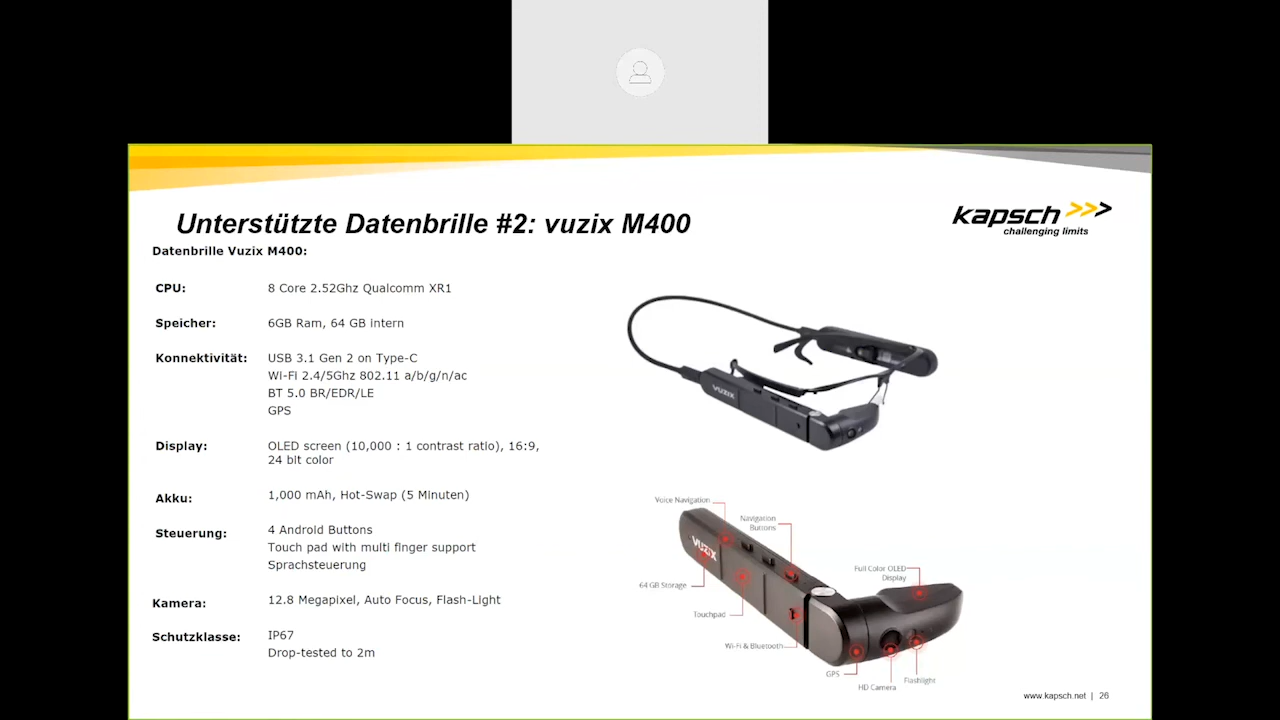 Unterstützte Datenbrille #2: vuzix M400
kapsch
challenging limits
Datenbrille Vuzix M400:
CPU: 8 Core 2.52Ghz Qualcomm XR1
Speicher: 6GB Ram, 64 GB intern
Konnektivität: USB 3.1 Gen 2 on Type-C
Wi-Fi 2.4/5Ghz 802.11 a/b/g/n/ac
BT 5.0 BR/EDR/LE
GPS
Display: OLED screen (10,000 : 1 contrast ratio), 16:9,
24 bit color
Akku: 1,000 mAh, Hot-Swap (5 Minuten)
Steuerung: 4 Android Buttons
Touch pad with multi finger support
Sprachsteuerung
Kamera: 12.8 Megapixel, Auto Focus, Flash-Light
Schutzklasse: IP67
Drop-tested to 2m
VUZIX
Voice Navigation
Navigation
Buttons
VUZIX
Full Color OLED
Display
64 GB Storage
Touchpad
Wi-Fi & Bluetooth
GPS
HD Camera
Flashlight
www.kapsch.net | 26